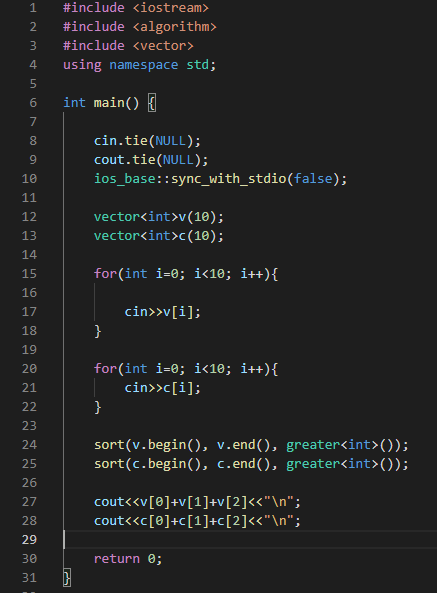 1 #include <iostream>
2 #include <algorithm>
3 #include <vector>
4 using namespace std;
5
6 int main() {
7
8 cin.tie(NULL);
9 cout.tie(NULL);
10 ios_base::sync_with_stdio(false);
11
12 vector<int>v(10);
13 vector<int>c(10);
14
15 for(int i=0; i<10; i++){
16
17 cin>>v[i];
18 }
19
20 for(int i=0; i<10; i++){
21 cin>>c[i];
22 }
23
24 sort(v.begin(), v.end(), greater<int>());
25 sort(c.begin(), c.end(), greater<int>());
26
27 cout<<v[0]+v[1]+v[2]<<"\n";
28 cout<<c[0]+c[1]+c[2]<<"\n";
29
30 return 0;
31 }